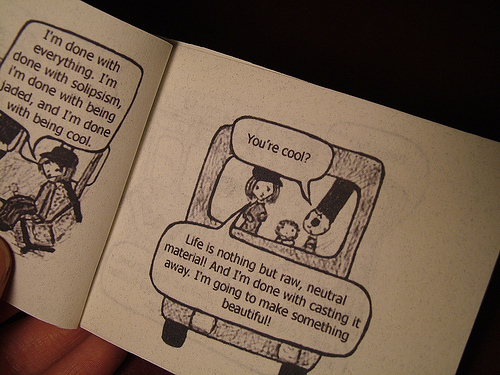 I'm done with
everything. I'm
done with solipsism,
i'm done with being
jaded, and I'm done
with being cool.
You're cool?
Life is nothing but raw, neutral
material! And I'm done with casting it
away. I'm going to make something
beautiful!